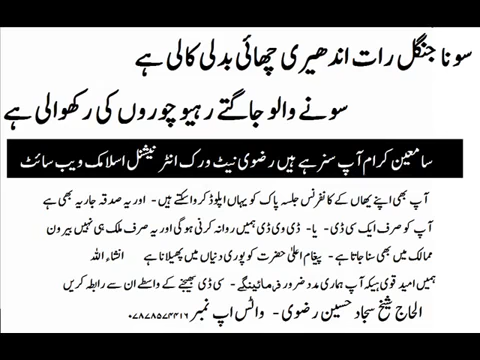 سونا جنگل رات اندھیری چھائی بدلی کالی ہے
سونے والو جاگتے رہیو چوروں کی رکھوالی ہے
سامعین کرام آپ سنر ہے ہیں رضوی نیٹ ورک انٹرنیشنل اسلامک ویب سائٹ
آپ بھی اپنے یھاں کے کانفرنس جلسہ پاک کو یہاں اپلوڈ کرواسکتے ہیں - اور یہ صدقہ جاریہ بھی ہے
آپ کو صرف ایک سی ڈی - یا - ڈی وی ڈی ہمیں روانہ کرنی ہوگی اور یہ صرف ملک ہی نہیں بیرون
ممالک میں بھی سنا جاتا ہے - پیغام اعلیٰ حضرت کو پوری دنیاں میں پھیلانا ہے انشاء اللہ
ہمیں امید قوی ہیکہ آپ ہماری مدد ضرور فرمائینگے - سی ڈی بھیجنے کے واسطے ان سے رابطہ کریں
الحاج شیخ سجاد حسین رضوی - واٹس اپ نمبر ۰۷۸۷۸۵۷۴۴۱۶